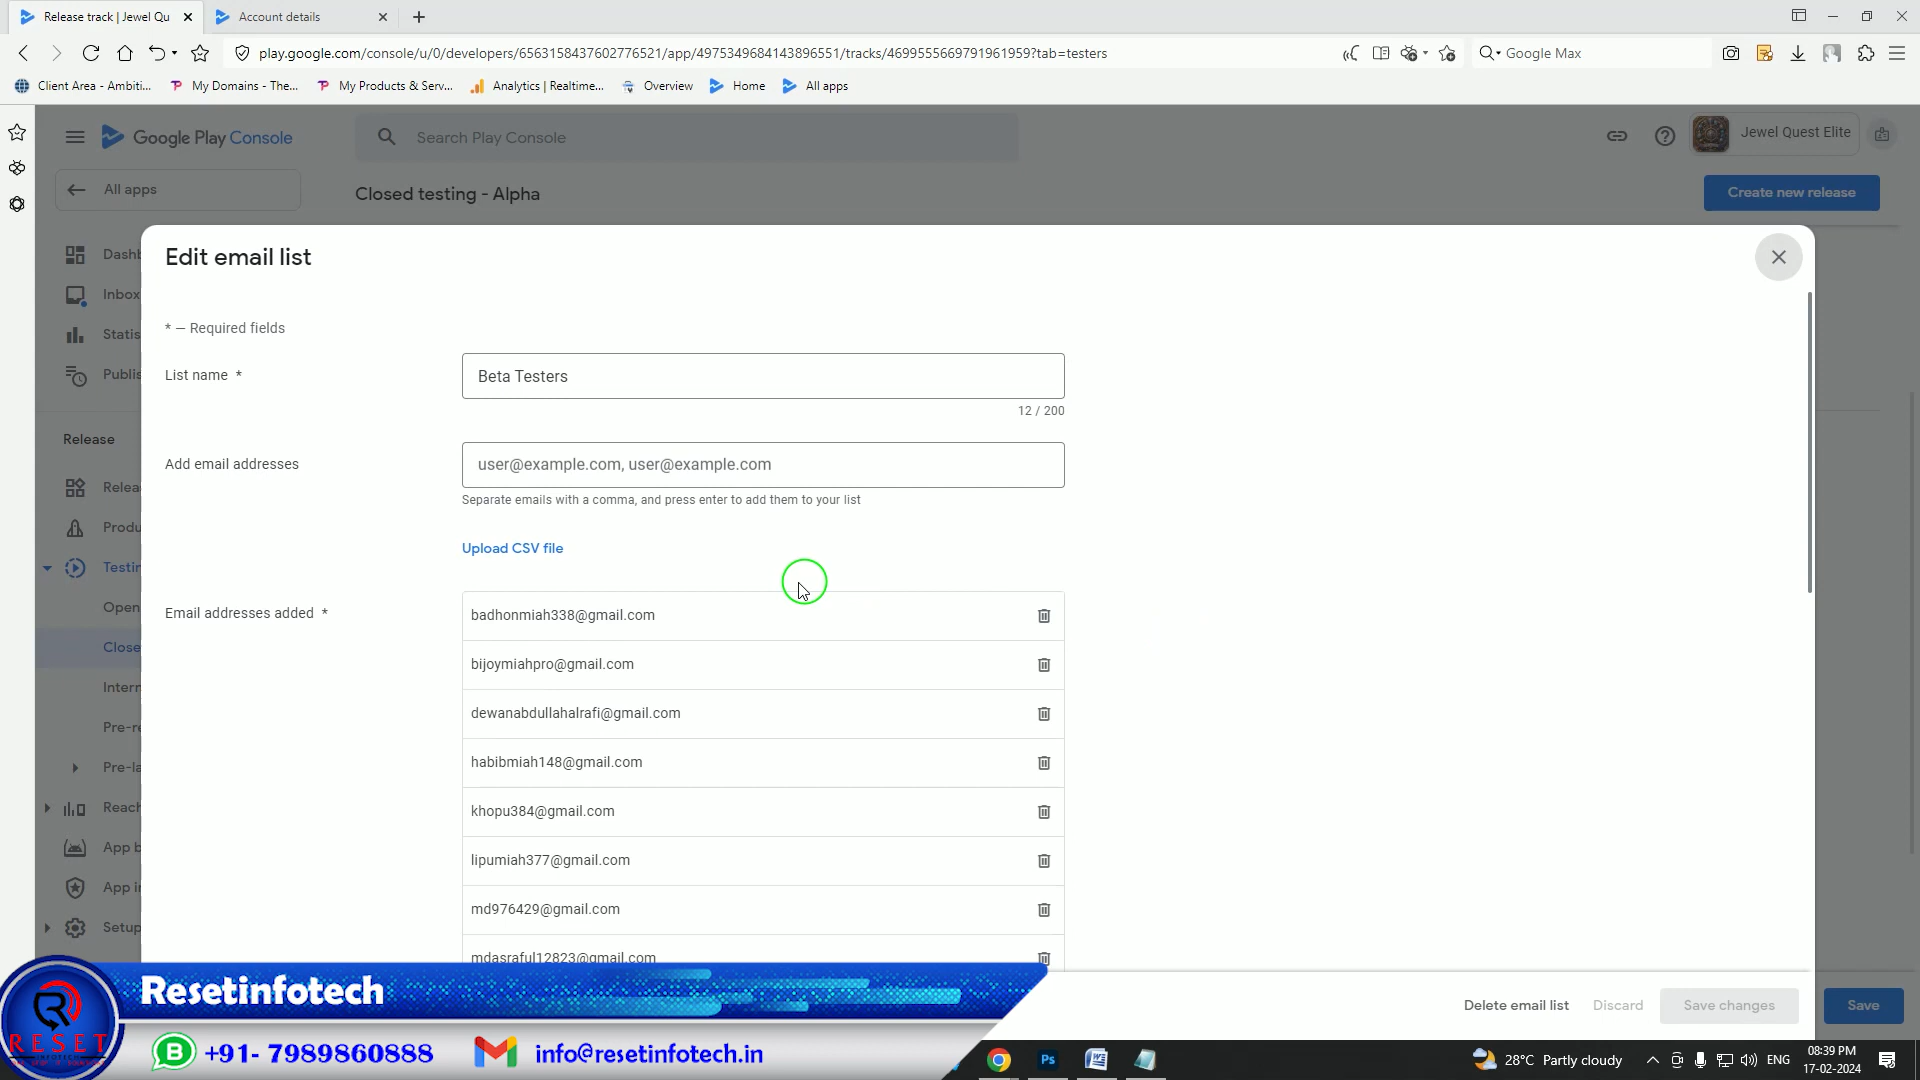 Release track | Jewel Qu
Account details
play.google.com/console/u/0/developers/6563158437602776521/app/4975349684143896551/tracks/4699555669791961959?tab=testers
Google Max
Client Area - Ambiti...
My Domains - The...
My Products & Serv...
Analytics | Realtime...
Overview
Home
All apps
Google Play Console
Search Play Console
Jewel Quest Elite
All apps
Closed testing - Alpha
Create new release
Dashb
Inbox
Statis
Publis
Release
Relea
Produ
Testin
Open
Close
Intern
Pre-re
Pre-la
Reach
App b
App in
Setup
Edit email list
* – Required fields
List name *
Beta Testers
12 / 200
Add email addresses
user@example.com, user@example.com
Separate emails with a comma, and press enter to add them to your list
Upload CSV file
Email addresses added *
badhonmiah338@gmail.com
bijoymiahpro@gmail.com
dewanabdullahalrafi@gmail.com
habibmiah148@gmail.com
khopu384@gmail.com
lipumiah377@gmail.com
md976429@gmail.com
mdasraful12823@gmail.com
Delete email list
Discard
Save changes
Save
Resetinfotech
RESET
+91- 7989860888
info@resetinfotech.in
Ps
28°C Partly cloudy
ENG
08:39 PM
17-02-2024